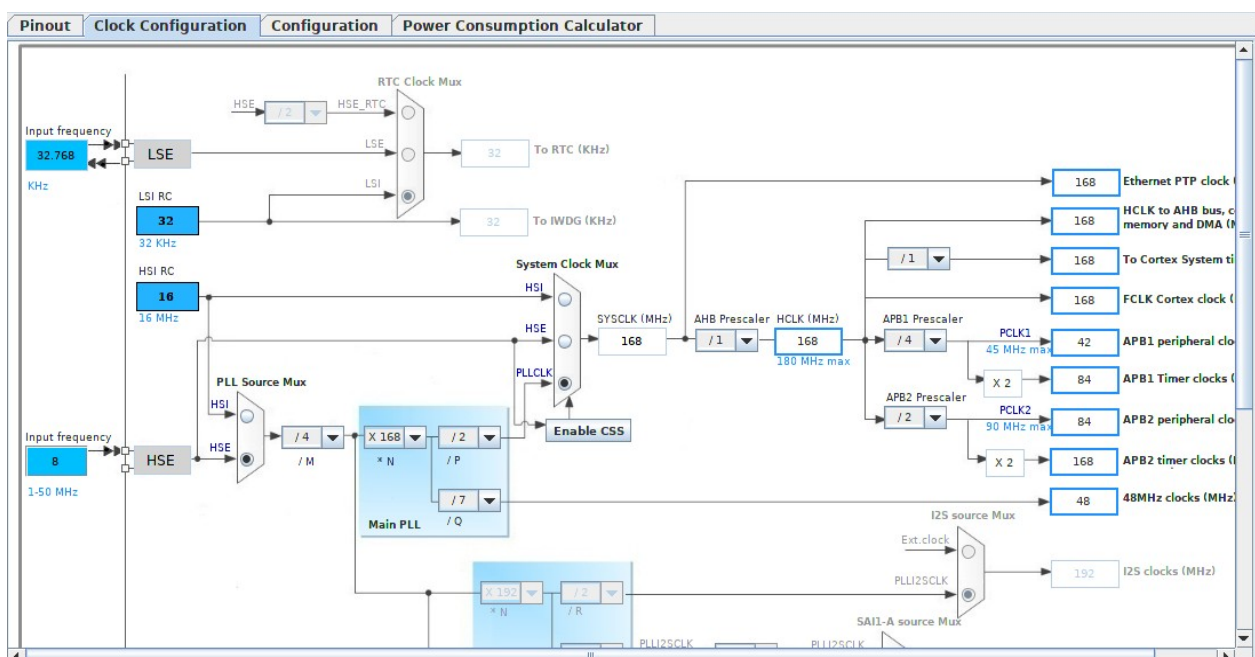 Pinout Clock Configuration Configuration Power Consumption Calculator
RTC Clock Mux
HSE / 2 HSE_RTC
Input frequency
32.768
KHz
LSE
LSE
32 To RTC (KHz)
LSI RC
LSI
32
32 KHz
32 To IWDG (KHz)
HSI RC
16
16 MHz
System Clock Mux
HSI
HSE
PLLCLK
SYSCLK (MHz)
168
AHB Prescaler
/ 1
HCLK (MHz)
168
180 MHz max
168 Ethernet PTP clock (
168 HCLK to AHB bus, c
memory and DMA (
/ 1
168 To Cortex System ti
168 FCLK Cortex clock (
APB1 Prescaler
/ 4
PCLK1
45 MHz max
42 APB1 peripheral clo
X 2
84 APB1 Timer clocks (
APB2 Prescaler
/ 2
PCLK2
90 MHz max
84 APB2 peripheral clo
X 2
168 APB2 timer clocks (
PLL Source Mux
HSI
HSE
Input frequency
8
1-50 MHz
HSE
/ 4
/ M
X 168
* N
/ 2
/ P
/ 7
/ Q
Main PLL
Enable CSS
48 48MHz clocks (MHz)
I2S source Mux
Ext.clock
PLLI2SCLK
192 I2S clocks (MHz)
X 192
* N
/ 2
/ R
SAI1-A source Mux
PLLI2SCLK
PLLI2SCLK